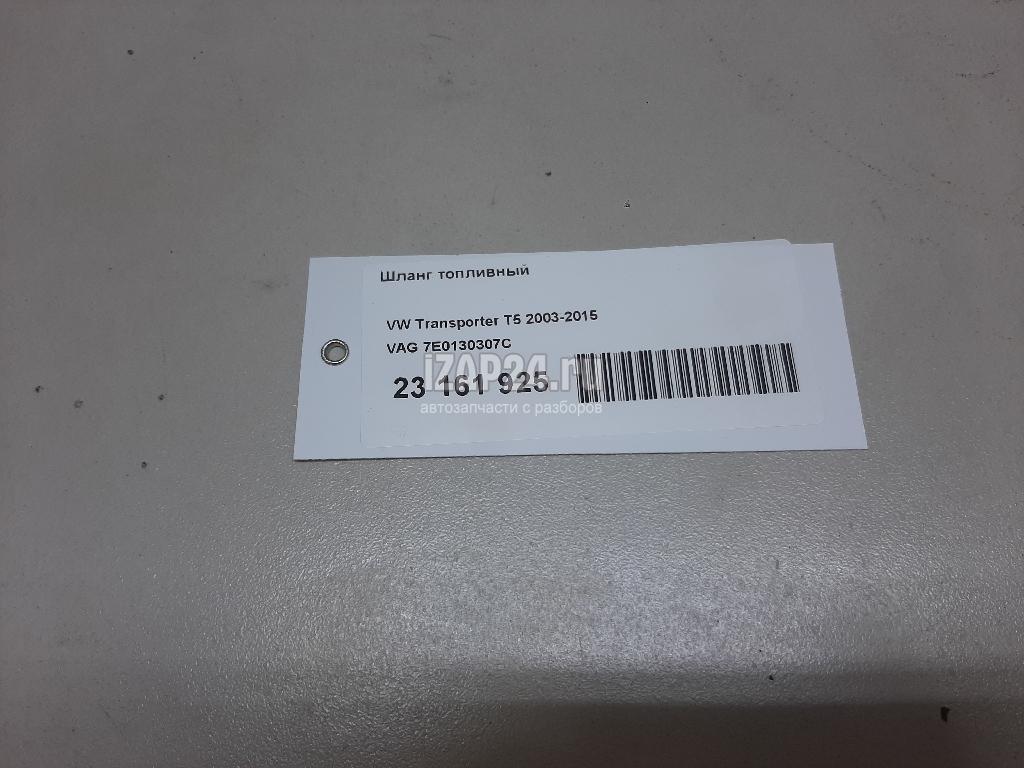 Шланг топливный
VW Transporter T5 2003-2015
VAG 7E0130307C
iZAP24.ru
23 161 925
автозапчасти с разборов